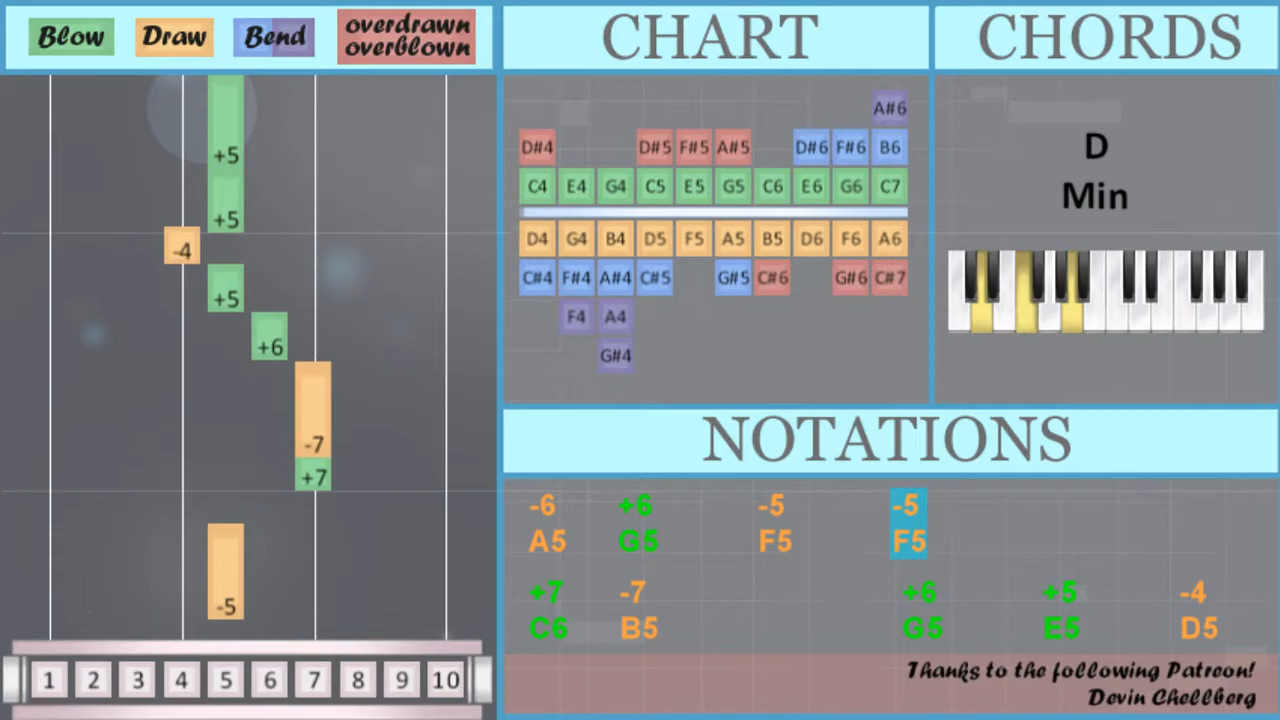 Blow Draw Bend overdrawn
overblown
CHART
CHORDS
+5
+5
-4
+5
+6
-7
+7
-5
1 2 3 4 5 6 7 8 9 10
A#6
D#4 D#5 F#5 A#5 D#6 F#6 B6
C4 E4 G4 C5 E5 G5 C6 E6 G6 C7
D4 G4 B4 D5 F5 A5 B5 D6 F6 A6
C#4 F#4 A#4 C#5 G#5 C#6 G#6 C#7
F4 A4
G#4
D
Min
NOTATIONS
-6 +6 -5 -5
A5 G5 F5 F5
+7 -7 +6 +5 -4
C6 B5 G5 E5 D5
Thanks to the following Patreon!
Devin Chellberg